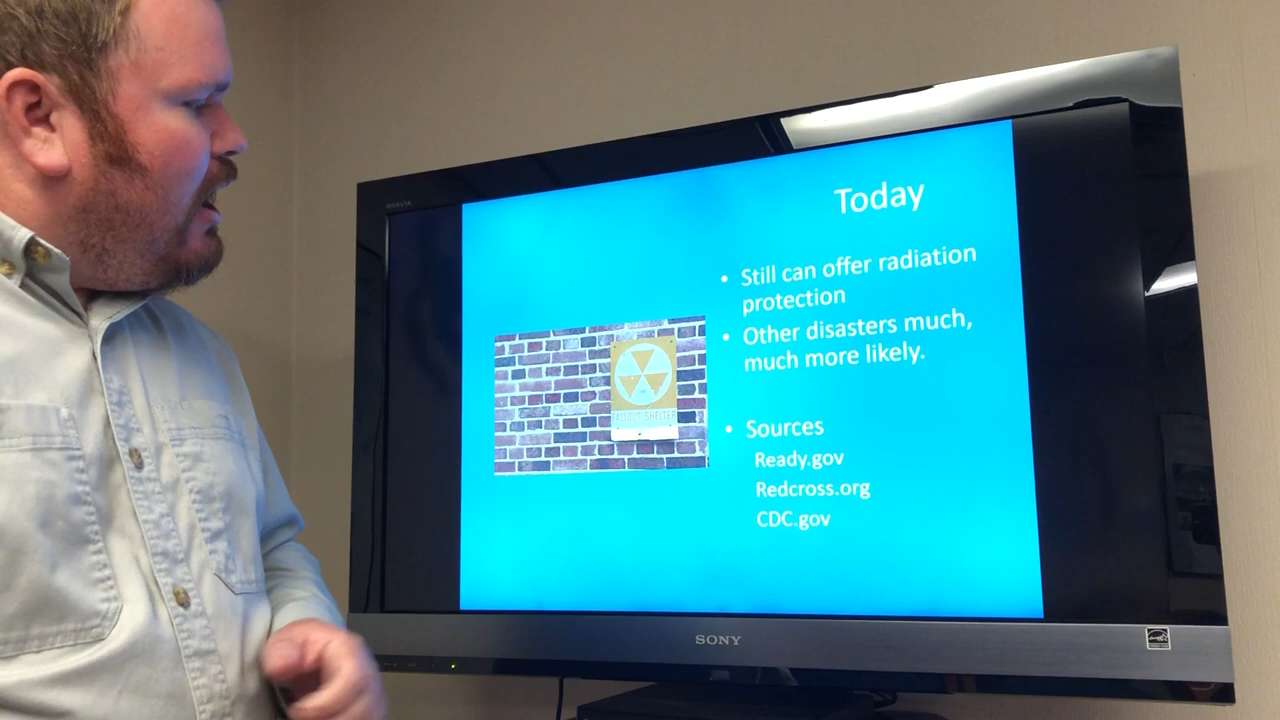 BRAVIA
Today
• Still can offer radiation
protection
• Other disasters much,
much more likely.
FALLOUT SHELTER
• Sources
Ready.gov
Redcross.org
CDC.gov
SONY